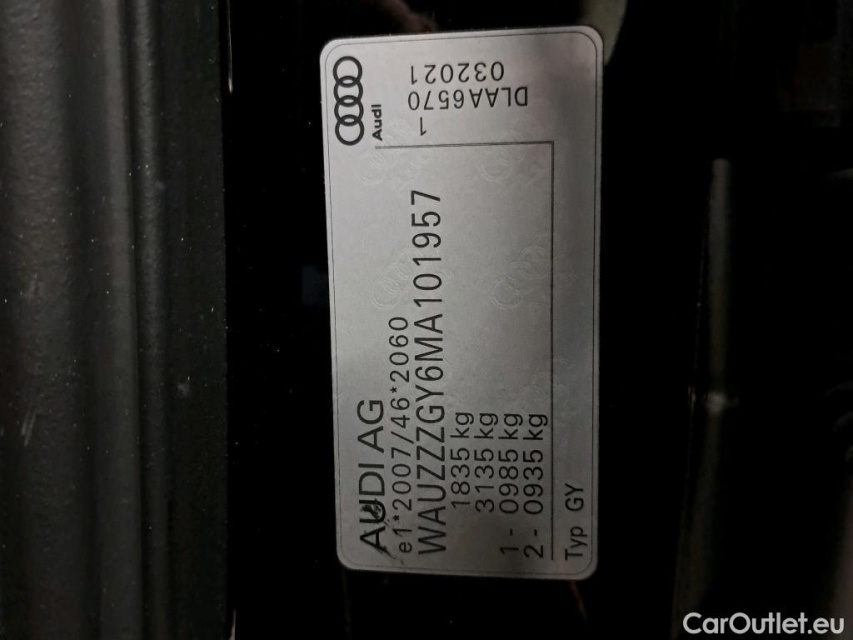 AUDI AG
e1*2007/46*2060
WAUZZZGY6MA101957
1835 kg
3135 kg
1 - 0985 kg
2 - 0935 kg
Typ GY
Audi
1
DLAA6570
032021
CarOutlet.eu